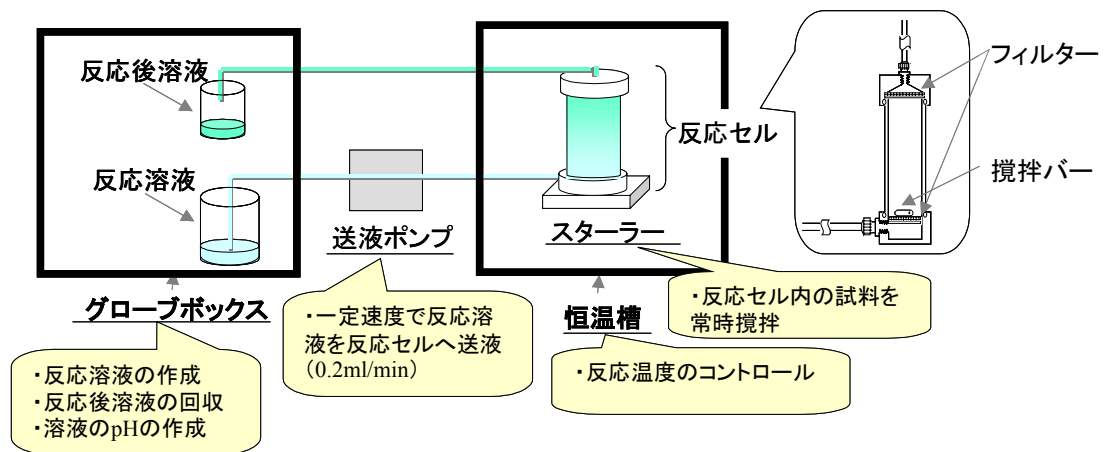 反応後溶液
反応溶液
グローブボックス
・反応溶液の作成
・反応後溶液の回収
・溶液のpHの作成
送液ポンプ
・一定速度で反応溶
液を反応セルへ送液
（0.2ml/min）
反応セル
スターラー
・反応セル内の試料を
常時撹拌
恒温槽
・反応温度のコントロール
フィルター
撹拌バー